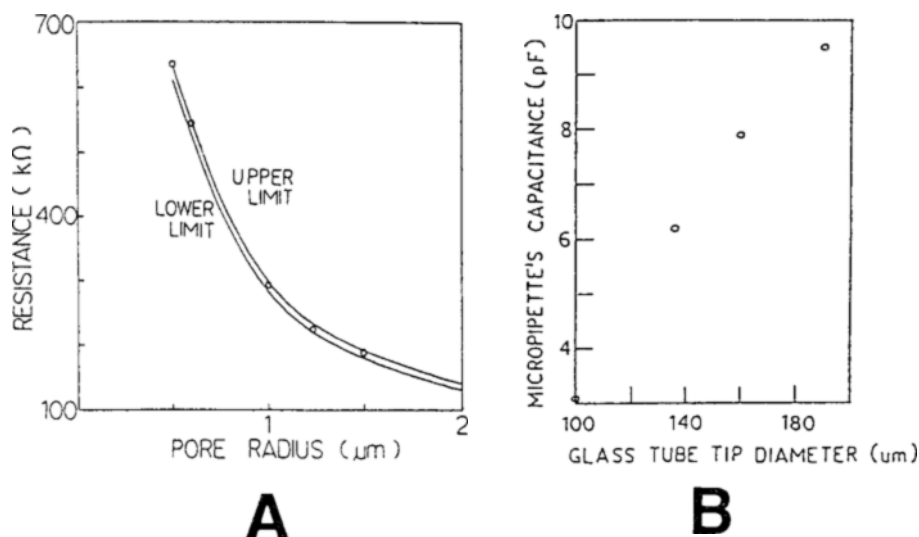 700
400
100
RESISTANCE (kΩ)
UPPER
LIMIT
LOWER
LIMIT
1
2
PORE RADIUS (μm)
A
10
8
6
4
MICROPIPETTE'S CAPACITANCE (pF)
100
140
180
GLASS TUBE TIP DIAMETER (um)
B